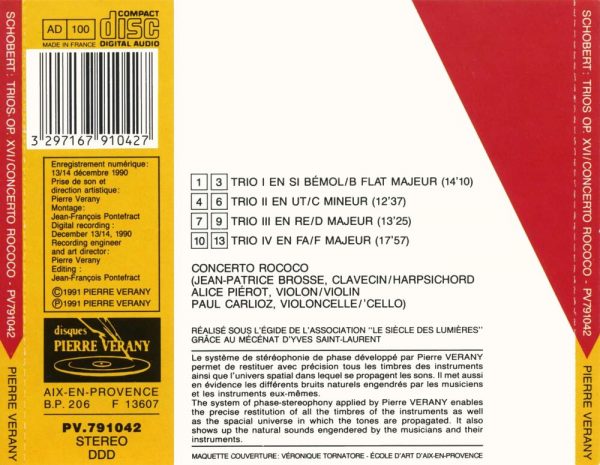 SCHOBERT : TRIOS OP. XVI/CONCERTO ROCOCO - PV791042
PIERRE VERANY
AD 100
MADE IN FRANCE
COMPACT
disc
DIGITAL AUDIO
3 297167 910427
Enregistrement numérique:
13/14 décembre 1990
Prise de son et
direction artistique:
Pierre Verany
Montage:
Jean-François Pontefract
Digital recording :
December 13/14, 1990
Recording engineer
and art director:
Pierre Verany
Editing :
Jean-François Pontefract
Ⓒ1991 PIERRE VERANY
Ⓟ1991 PIERRE VERANY
disques
PIERRE VERANY
AIX-EN-PROVENCE
B.P. 206 F 13607
PV.791042
STEREO
DDD
1 3 TRIO I EN SI BÉMOL/B FLAT MAJEUR (14'10)
4 6 TRIO II EN UT/C MINEUR (12'37)
7 9 TRIO III EN RE/D MAJEUR (13'25)
10 13 TRIO IV EN FA/F MAJEUR (17'57)
CONCERTO ROCOCO
(JEAN-PATRICE BROSSE, CLAVECIN/HARPSICHORD
ALICE PIÉROT, VIOLON/VIOLIN
PAUL CARLIOZ, VIOLONCELLE/'CELLO)
RÉALISÉ SOUS L'ÉGIDE DE L'ASSOCIATION "LE SIÈCLE DES LUMIÈRES"
GRÂCE AU MÉCÉNAT D'YVES SAINT-LAURENT
Le système de stéréophonie de phase développé par Pierre VERANY
permet de restituer avec précision tous les timbres des instruments
ainsi que l'univers spatial dans lesquel se propagent les sons. Il met aussi
en évidence les différents bruits naturels engendrés par les musiciens
et les instruments eux-mêmes.
The system of phase-stereophony applied by Pierre VERANY enables
the precise restitution of all the timbres of the instruments as well
as the spacial universe in which the tones are propagated. It also
shows up the natural sounds engendered by the musicians and their
instruments.
MAQUETTE COUVERTURE : VÉRONIQUE TORNATORE - ÉCOLE D'ART D'AIX-EN-PROVENCE
SCHOBERT : TRIOS OP. XVI/CONCERTO ROCOCO - PV791042
PIERRE VERANY